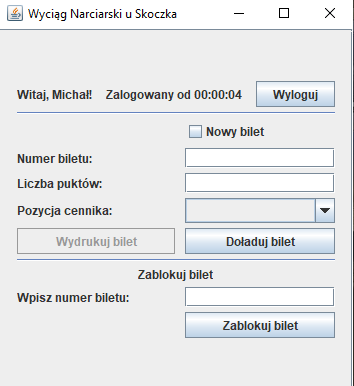 Wyciąg Narciarski u Skoczka
Witaj, Michał! Zalogowany od 00:00:04 Wyloguj
Nowy bilet
Numer biletu:
Liczba puktów:
Pozycja cennika:
Wydrukuj bilet Doładuj bilet
Zablokuj bilet
Wpisz numer biletu:
Zablokuj bilet